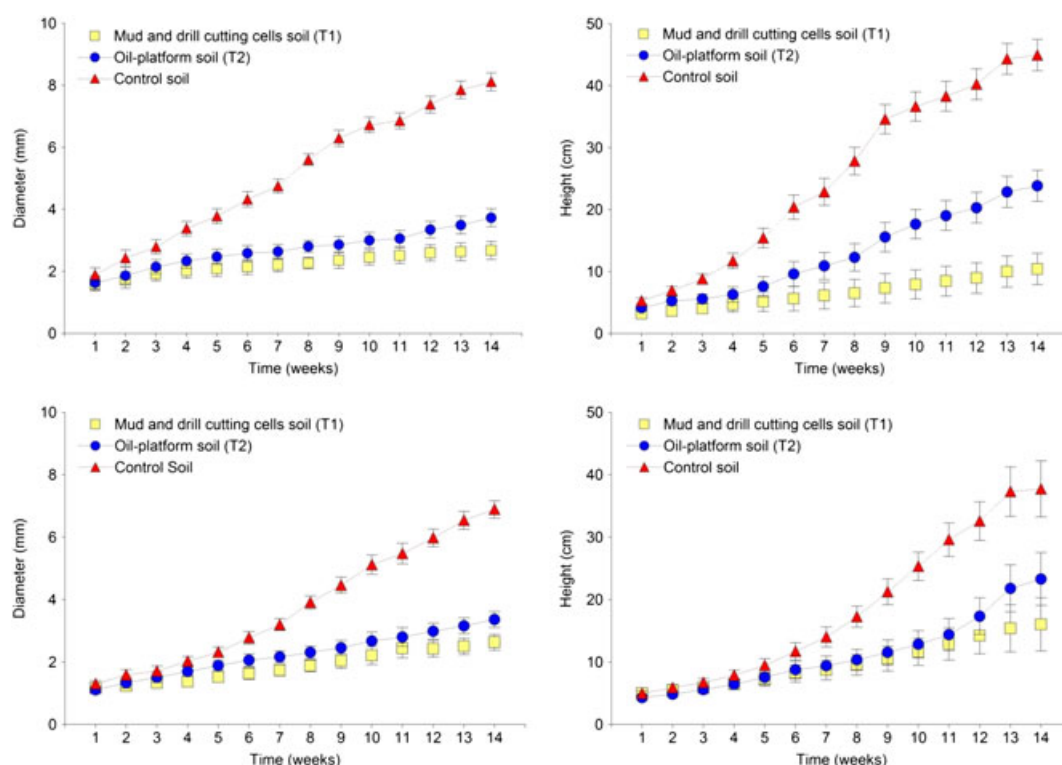 10
8
6
4
2
0
Diameter (mm)
Mud and drill cutting cells soil (T1)
Oil-platform soil (T2)
Control soil
1 2 3 4 5 6 7 8 9 10 11 12 13 14
Time (weeks)
50
40
30
20
10
0
Height (cm)
Mud and drill cutting cells soil (T1)
Oil-platform soil (T2)
Control soil
1 2 3 4 5 6 7 8 9 10 11 12 13 14
Time (weeks)
10
8
6
4
2
0
Diameter (mm)
Mud and drill cutting cells soil (T1)
Oil-platform soil (T2)
Control Soil
1 2 3 4 5 6 7 8 9 10 11 12 13 14
Time (weeks)
50
40
30
20
10
0
Height (cm)
Mud and drill cutting cells soil (T1)
Oil-platform soil (T2)
Control soil
1 2 3 4 5 6 7 8 9 10 11 12 13 14
Time (weeks)